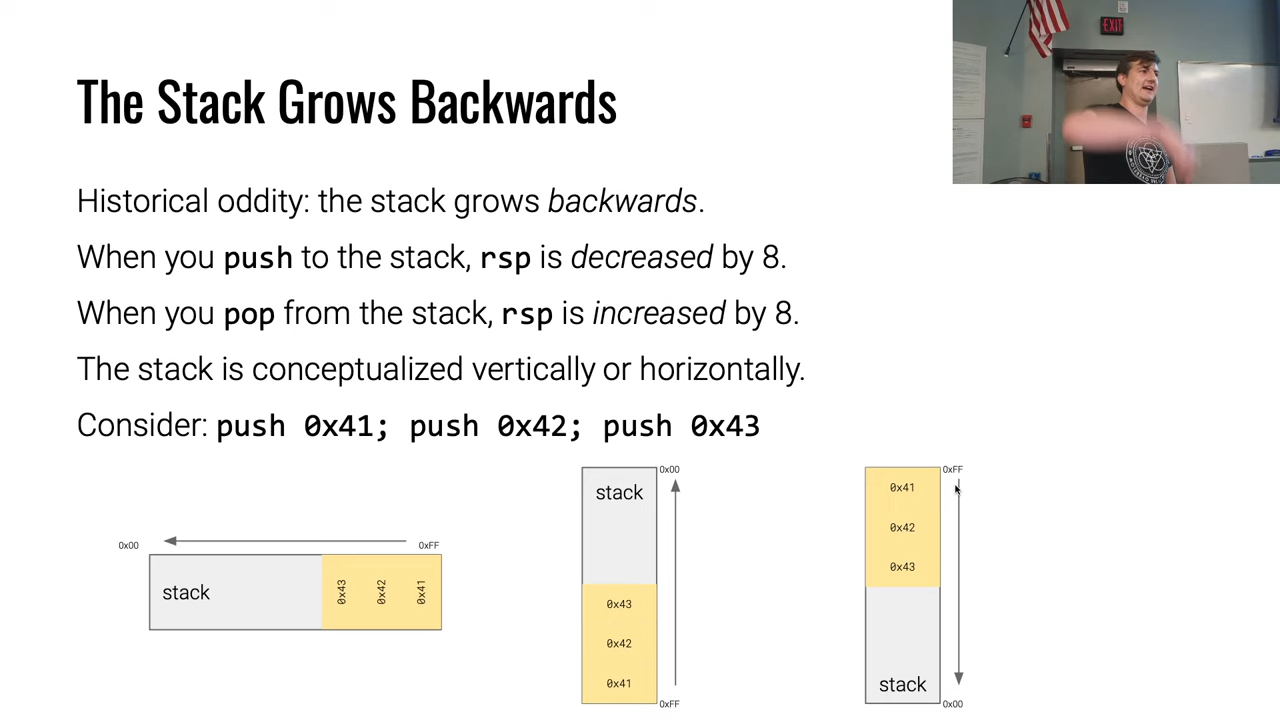 EXIT
The Stack Grows Backwards
Historical oddity: the stack grows backwards.
When you push to the stack, rsp is decreased by 8.
When you pop from the stack, rsp is increased by 8.
The stack is conceptualized vertically or horizontally.
Consider: push 0x41; push 0x42; push 0x43
0x00
0xFF
stack
0x43
0x42
0x41
0x00
stack
0x43
0x42
0x41
0xFF
0xFF
0x41
0x42
0x43
stack
0x00